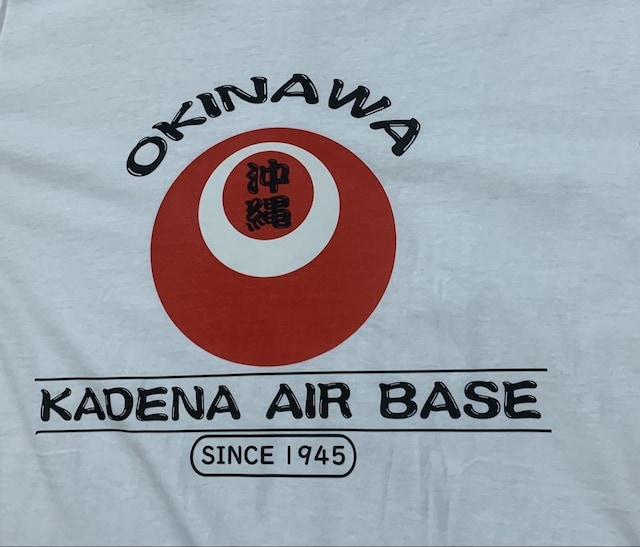 OKINAWA
沖
縄
KADENA AIR BASE
SINCE 1945